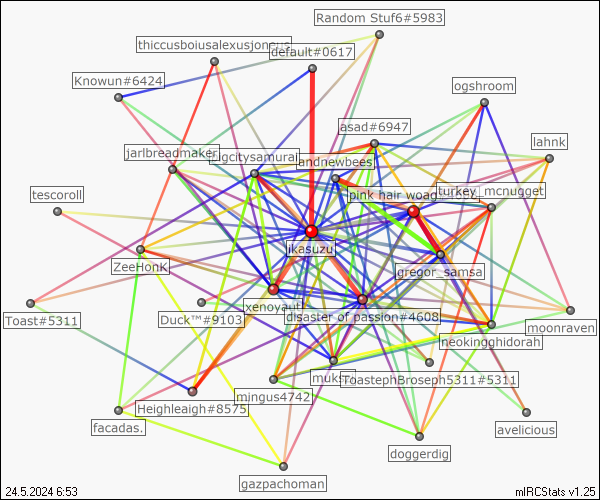 Random Stuf6#5983
thiccusboiusalexusjoneus
default#0617
Knowun#6424
ogshroom
asad#6947
lahnk
jarlbreadmaker
bigcitysamurai
andnewbees
tescoroll
pink hair
turkey_mcnugget
ikasuzu
ZeeHonK
gregor_samsa
xenoyaut
Toast#5311
Duck™#9103
disaster of passion#4608
moonraven
neokingghidorah
muks
ToastephBroseph5311#5311
mingus4742
Heighleaigh#8575
facadas.
avelicious
doggerdig
gazpachoman
24.5.2024 6:53
mIRCStats v1.25